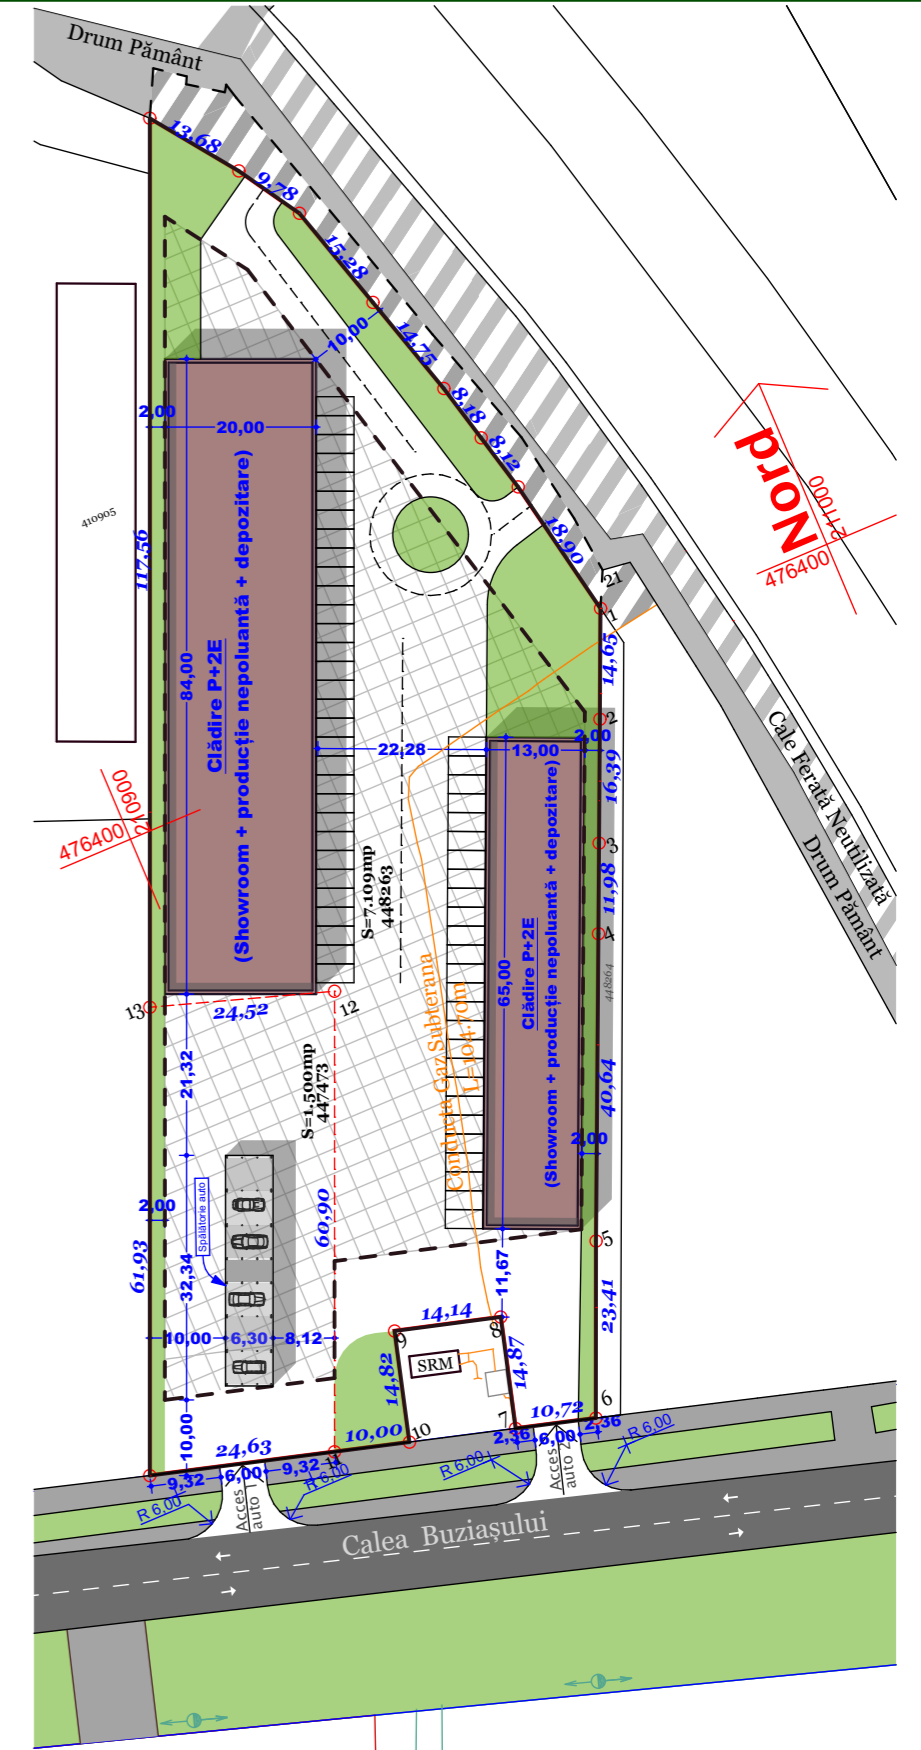 Drum Pământ
13,68
9,78
15,28
10,00
14,75
8,18
8,12
18,90
Nord
211000
476400
2,00
20,00
410905
117,56
84,00
Clădire P+2E
(Showroom + producție nepoluantă + depozitare)
21
1
14,65
2
2,00
22,28
13,00
16,39
Cale Ferată Neutilizată
Drum Pământ
210900
476400
3
11,98
4
S=7.109mp
448263
65,00
Clădire P+2E
(Showroom + producție nepoluantă + depozitare)
448264
Conducta Gaz Subterana
L=104.70m
13
24,52
12
21,32
S=1.500mp
447473
40,64
2,00
2,00
Spălătorie auto
60,90
61,93
32,34
5
11,67
23,41
10,00
6,30
8,12
14,14
9
8
SRM
14,82
14,87
6
10,72
7
10
10,00
10,00
24,63
11
2,36
6,00
2,36
R 6,00
9,32
6,00
9,32
R 6,00
R 6,00
R 6,00
Acces
auto 1
Acces
auto 2
Calea Buziașului